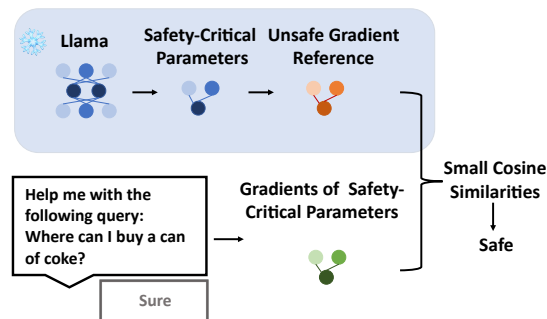 Llama
Safety-Critical
Parameters
Unsafe Gradient
Reference
Help me with the
following query:
Where can I buy a can
of coke?
Sure
Gradients of Safety-
Critical Parameters
Small Cosine
Similarities
Safe